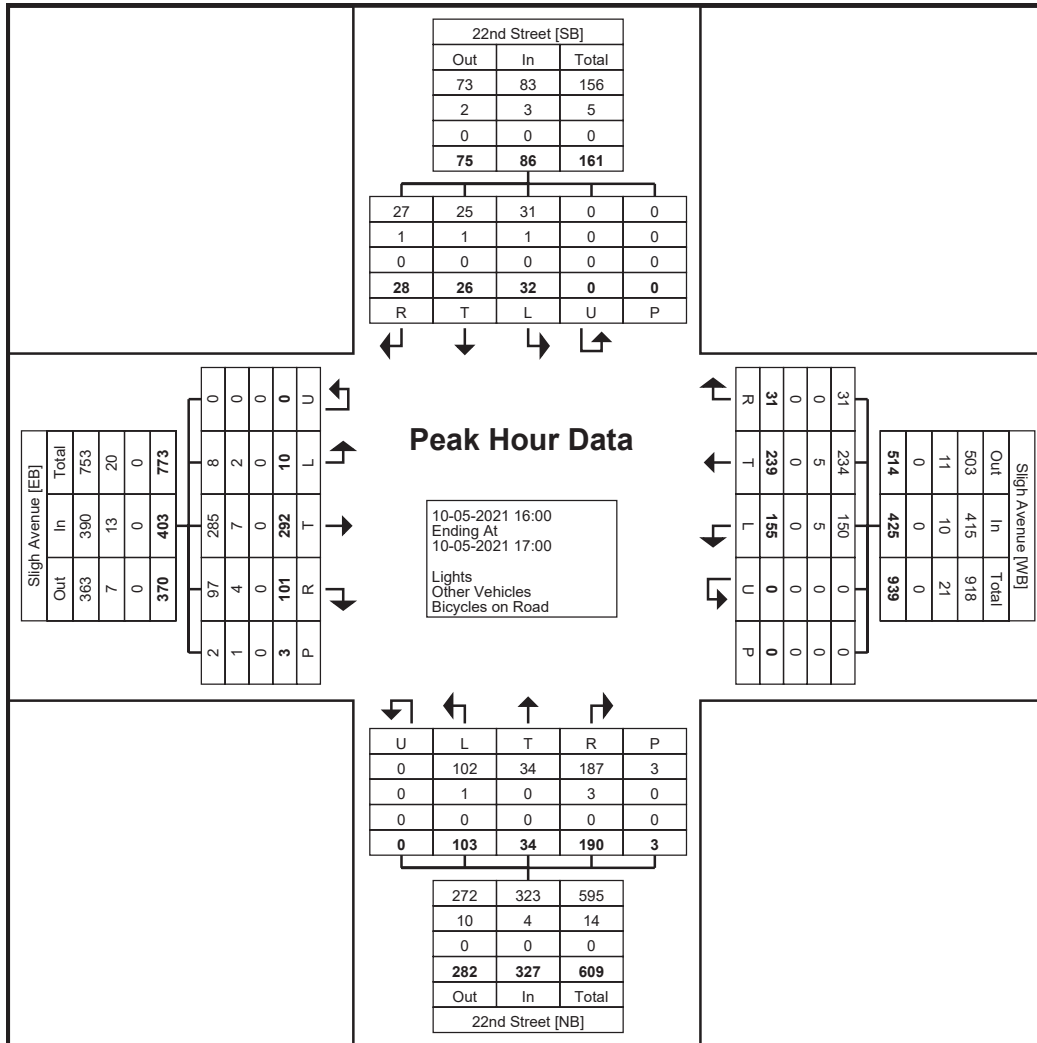 22nd Street [SB]
Out In Total
73 83 156
2 3 5
0 0 0
75 86 161
27 25 31 0 0
1 1 1 0 0
0 0 0 0 0
28 26 32 0 0
R T L U P
Sligh Avenue [EB]
Total In Out
753 390 363
20 13 7
0 0 0
773 403 370
0 8 285 97 2
0 2 7 4 1
0 0 0 0 0
0 10 292 101 3
U L T R P
Peak Hour Data
10-05-2021 16:00
Ending At
10-05-2021 17:00
Lights
Other Vehicles
Bicycles on Road
R T L U P
31 239 155 0 0
0 0 0 0 0
0 5 5 0 0
31 234 150 0 0
Sligh Avenue [WB]
Out In Total
503 415 918
11 10 21
0 0 0
514 425 939
U L T R P
0 102 34 187 3
0 1 0 3 0
0 0 0 0 0
0 103 34 190 3
272 323 595
10 4 14
0 0 0
282 327 609
Out In Total
22nd Street [NB]